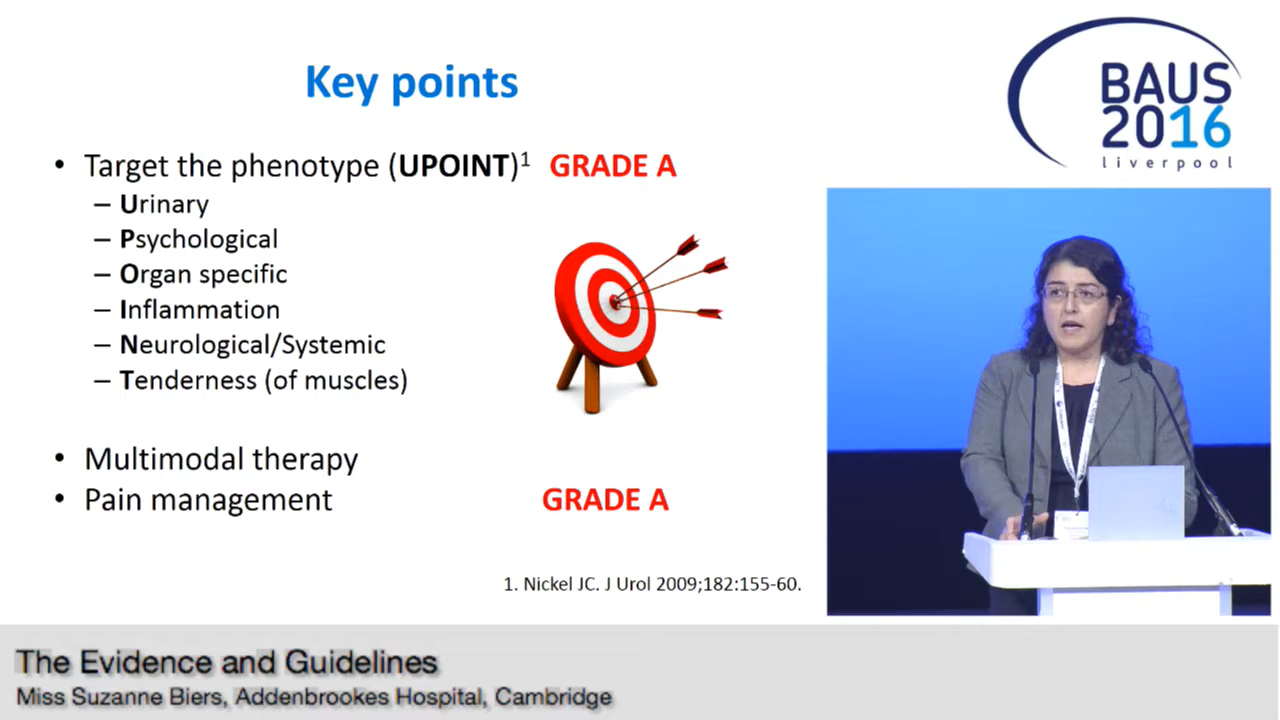 Key points
BAUS
2016
liverpool
• Target the phenotype (UPOINT)1 GRADE A
– Urinary
– Psychological
– Organ specific
– Inflammation
– Neurological/Systemic
– Tenderness (of muscles)
• Multimodal therapy
• Pain management GRADE A
1. Nickel JC. J Urol 2009;182:155-60.
The Evidence and Guidelines
Miss Suzanne Biers, Addenbrookes Hospital, Cambridge